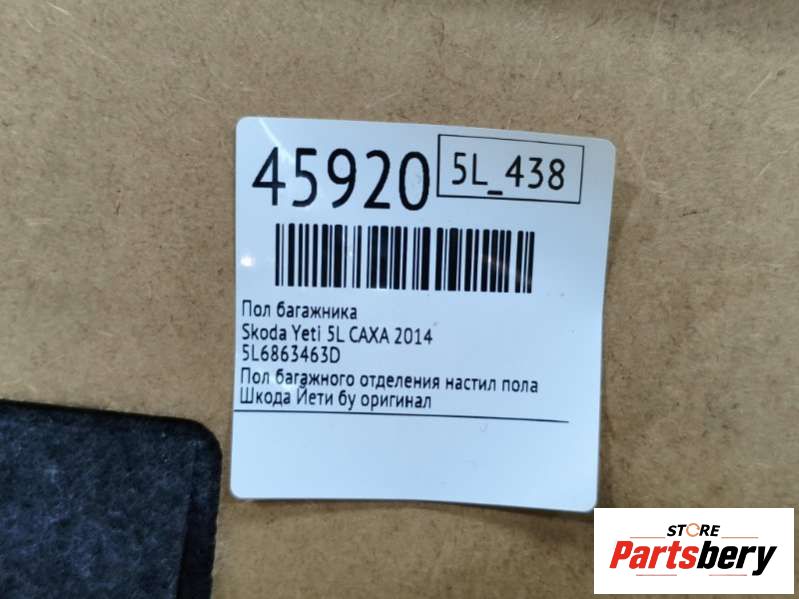 45920
5L_438
Пол багажника
Skoda Yeti 5L CAXA 2014
5L6863463D
Пол багажного отделения настил пола
Шкода Йети бу оригинал
STORE
Partsbery